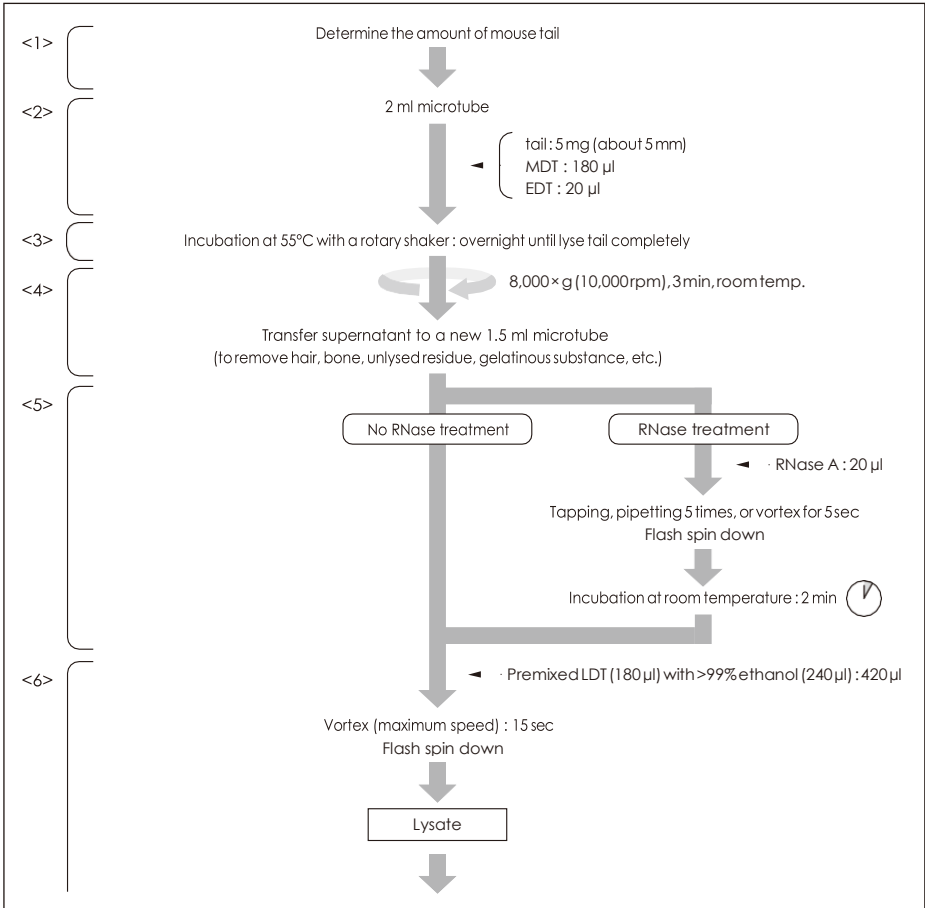 <1>
Determine the amount of mouse tail
<2>
2 ml microtube
tail : 5 mg (about 5 mm)
MDT : 180 µl
EDT : 20 µl
<3>
Incubation at 55ºC with a rotary shaker : overnight until lyse tail completely
<4>
8,000 × g (10,000 rpm), 3 min, room temp.
Transfer supernatant to a new 1.5 ml microtube
(to remove hair, bone, unlysed residue, gelatinous substance, etc.)
<5>
No RNase treatment
RNase treatment
· RNase A : 20 µl
Tapping, pipetting 5 times, or vortex for 5 sec
Flash spin down
Incubation at room temperature : 2 min
<6>
· Premixed LDT (180 µl) with >99% ethanol (240 µl) : 420 µl
Vortex (maximum speed) : 15 sec
Flash spin down
Lysate